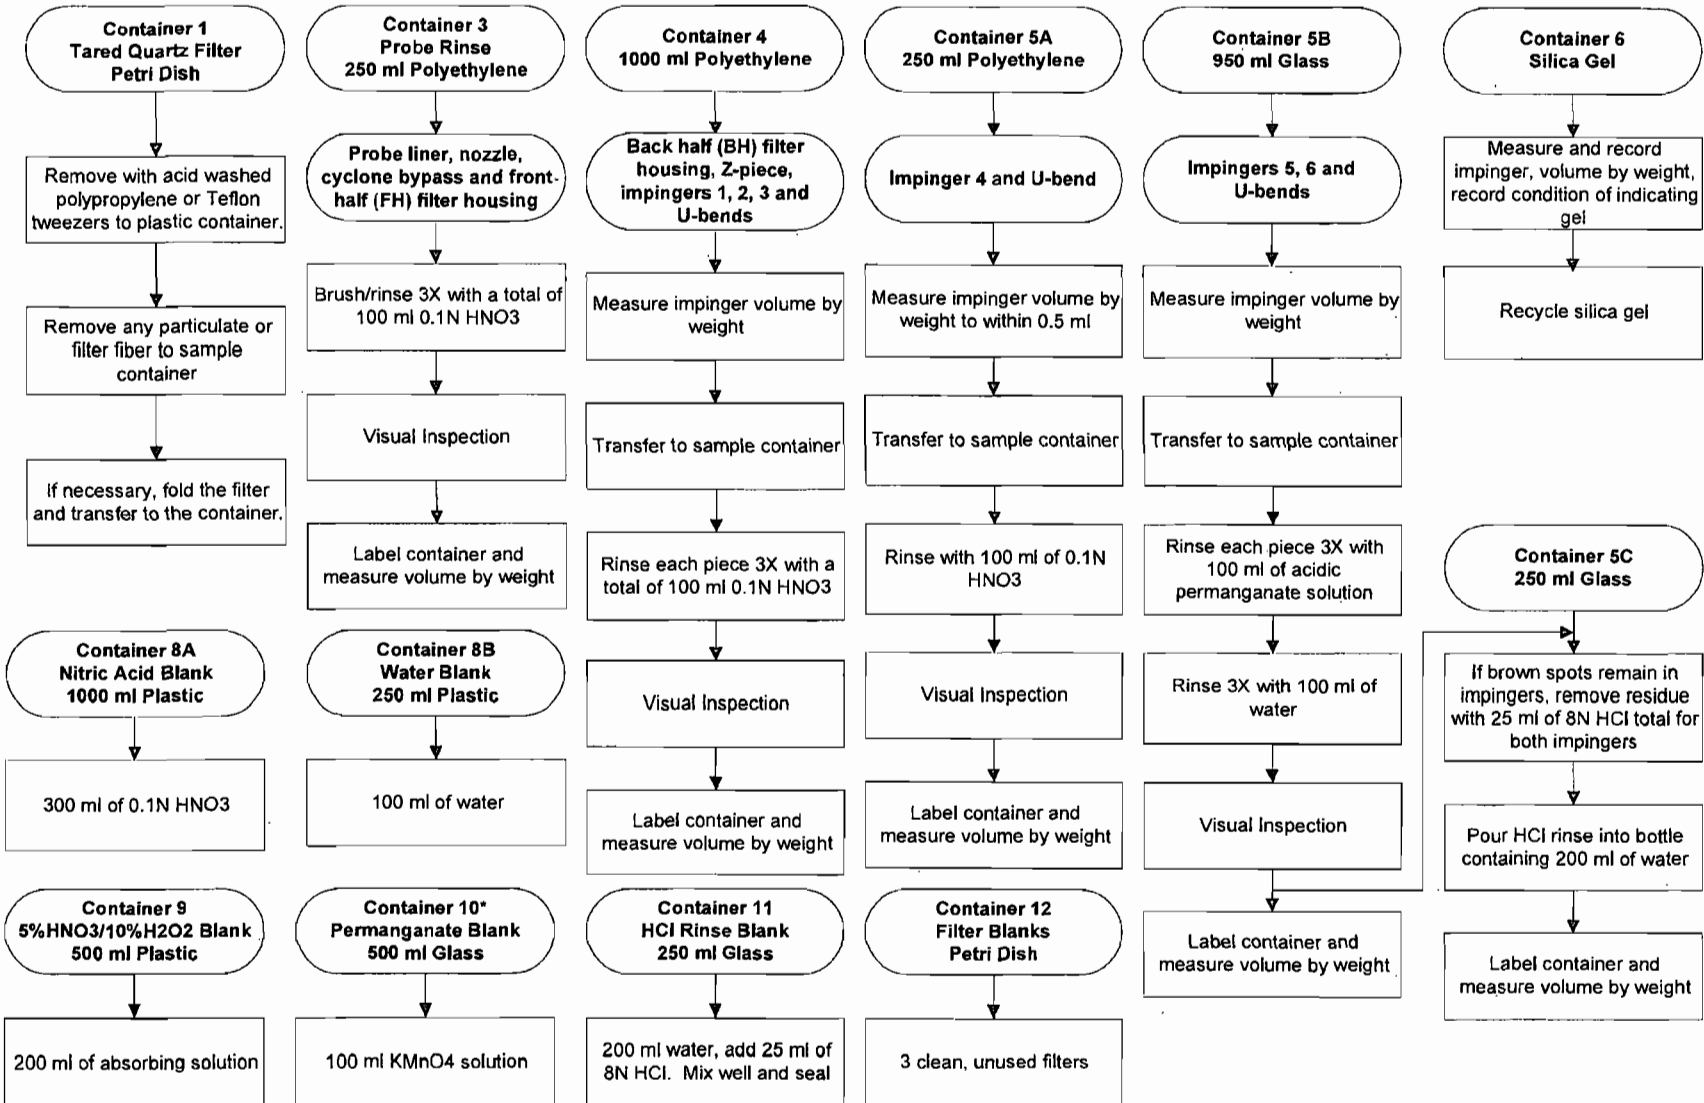 Container 1
Tared Quartz Filter
Petri Dish
Remove with acid washed
polypropylene or Teflon
tweezers to plastic container.
Remove any particulate or
filter fiber to sample
container
If necessary, fold the filter
and transfer to the container.
Container 3
Probe Rinse
250 ml Polyethylene
Probe liner, nozzle,
cyclone bypass and front-
half (FH) filter housing
Brush/rinse 3X with a total of
100 ml 0.1N HNO3
Visual Inspection
Label container and
measure volume by weight
Container 4
1000 ml Polyethylene
Back half (BH) filter
housing, Z-piece,
impingers 1, 2, 3 and
U-bends
Measure impinger volume by
weight
Transfer to sample container
Rinse each piece 3X with a
total of 100 ml 0.1N HNO3
Visual Inspection
Label container and
measure volume by weight
Container 5A
250 ml Polyethylene
Impinger 4 and U-bend
Measure impinger volume by
weight to within 0.5 ml
Transfer to sample container
Rinse with 100 ml of 0.1N
HNO3
Visual Inspection
Label container and
measure volume by weight
Container 5B
950 ml Glass
Impingers 5, 6 and
U-bends
Measure impinger volume by
weight
Transfer to sample container
Rinse each piece 3X with
100 ml of acidic
permanganate solution
Rinse 3X with 100 ml of
water
Visual Inspection
Label container and
measure volume by weight
Container 6
Silica Gel
Measure and record
impinger, volume by weight,
record condition of indicating
gel
Recycle silica gel
Container 5C
250 ml Glass
If brown spots remain in
impingers, remove residue
with 25 ml of 8N HCl total for
both impingers
Pour HCl rinse into bottle
containing 200 ml of water
Label container and
measure volume by weight
Container 8A
Nitric Acid Blank
1000 ml Plastic
300 ml of 0.1N HNO3
Container 8B
Water Blank
250 ml Plastic
100 ml of water
Container 9
5%HNO3/10%H2O2 Blank
500 ml Plastic
200 ml of absorbing solution
Container 10*
Permanganate Blank
500 ml Glass
100 ml KMnO4 solution
Container 11
HCl Rinse Blank
250 ml Glass
200 ml water, add 25 ml of
8N HCl. Mix well and seal
Container 12
Filter Blanks
Petri Dish
3 clean, unused filters